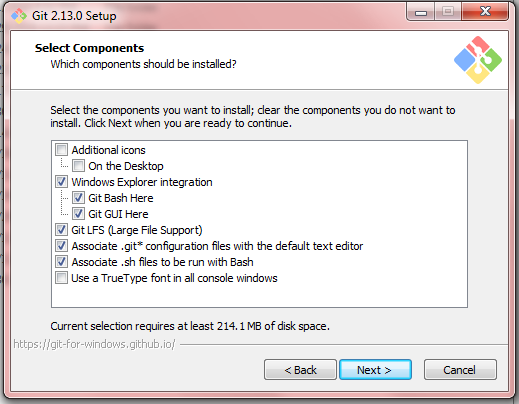 Git 2.13.0 Setup
Select Components
Which components should be installed?
Select the components you want to install; clear the components you do not want to
install. Click Next when you are ready to continue.
Additional icons
On the Desktop
Windows Explorer integration
Git Bash Here
Git GUI Here
Git LFS (Large File Support)
Associate .git* configuration files with the default text editor
Associate .sh files to be run with Bash
Use a TrueType font in all console windows
Current selection requires at least 214.1 MB of disk space.
https://git-for-windows.github.io/
< Back
Next >
Cancel